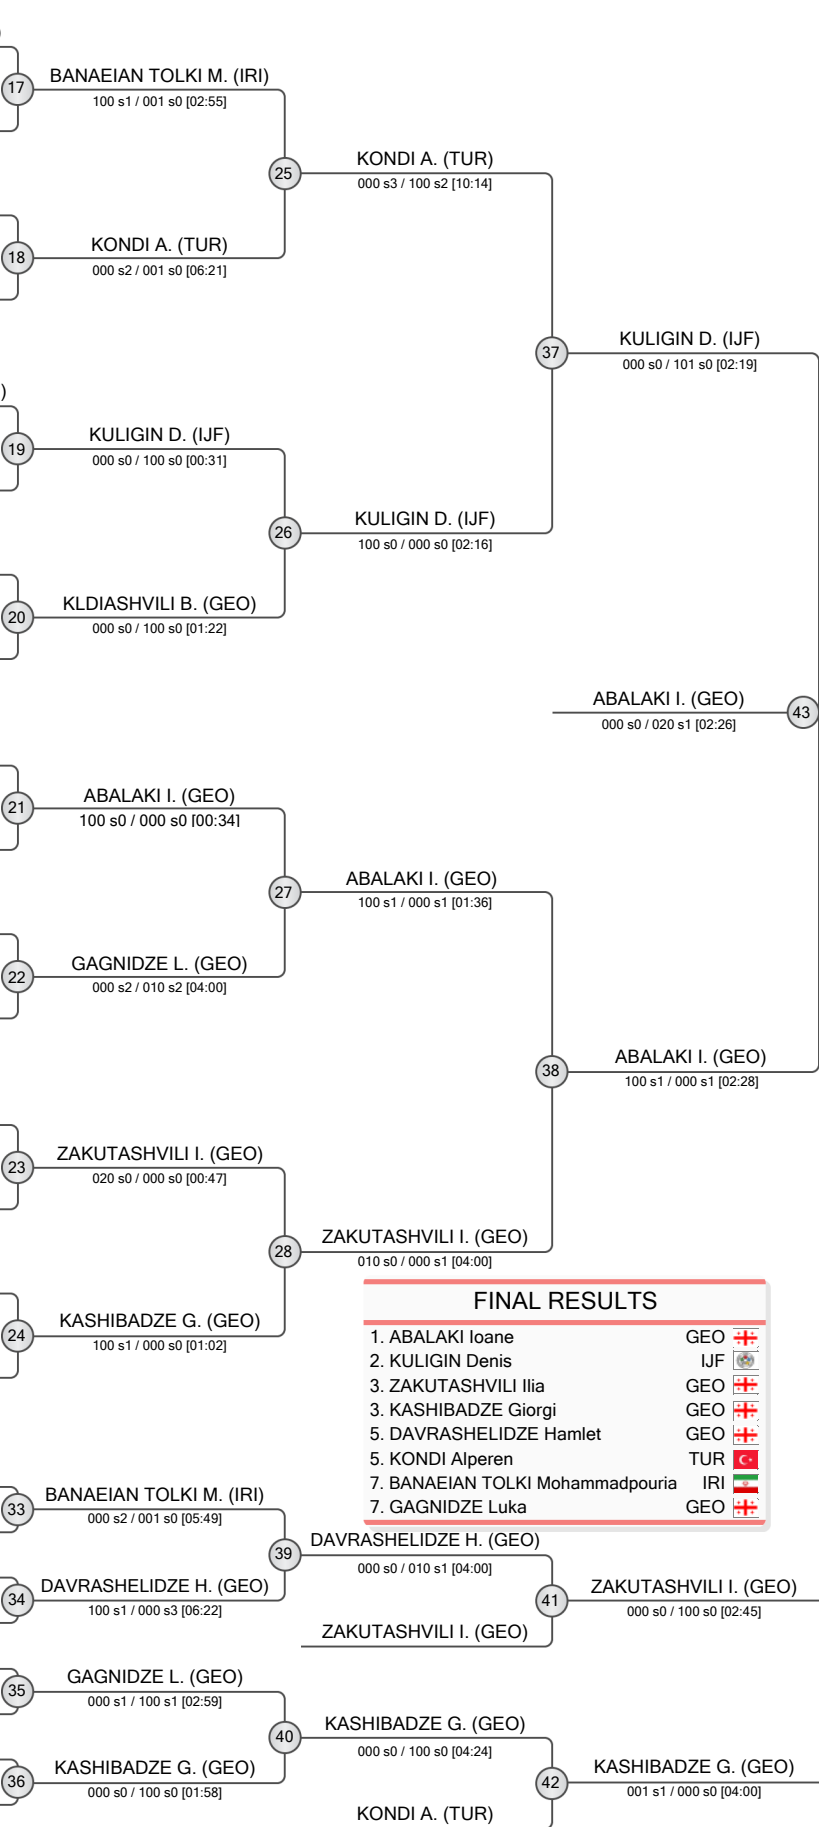 )
17
BANAEIAN TOLKI M. (IRI)
100 s1 / 001 s0 [02:55]
25
KONDI A. (TUR)
000 s3 / 100 s2 [10:14]
18
KONDI A. (TUR)
000 s2 / 001 s0 [06:21]
37
KULIGIN D. (IJF)
000 s0 / 101 s0 [02:19]
)
19
KULIGIN D. (IJF)
000 s0 / 100 s0 [00:31]
26
KULIGIN D. (IJF)
100 s0 / 000 s0 [02:16]
20
KLDIASHVILI B. (GEO)
000 s0 / 100 s0 [01:22]
ABALAKI I. (GEO)
000 s0 / 020 s1 [02:26]
43
21
ABALAKI I. (GEO)
100 s0 / 000 s0 [00:34]
27
ABALAKI I. (GEO)
100 s1 / 000 s1 [01:36]
22
GAGNIDZE L. (GEO)
000 s2 / 010 s2 [04:00]
38
ABALAKI I. (GEO)
100 s1 / 000 s1 [02:28]
23
ZAKUTASHVILI I. (GEO)
020 s0 / 000 s0 [00:47]
28
ZAKUTASHVILI I. (GEO)
010 s0 / 000 s1 [04:00]
24
KASHIBADZE G. (GEO)
100 s1 / 000 s0 [01:02]
FINAL RESULTS
1. ABALAKI Ioane GEO
2. KULIGIN Denis IJF
3. ZAKUTASHVILI Ilia GEO
3. KASHIBADZE Giorgi GEO
5. DAVRASHELIDZE Hamlet GEO
5. KONDI Alperen TUR
7. BANAEIAN TOLKI Mohammadpouria IRI
7. GAGNIDZE Luka GEO
33
BANAEIAN TOLKI M. (IRI)
000 s2 / 001 s0 [05:49]
39
DAVRASHELIDZE H. (GEO)
000 s0 / 010 s1 [04:00]
34
DAVRASHELIDZE H. (GEO)
100 s1 / 000 s3 [06:22]
41
ZAKUTASHVILI I. (GEO)
000 s0 / 100 s0 [02:45]
ZAKUTASHVILI I. (GEO)
35
GAGNIDZE L. (GEO)
000 s1 / 100 s1 [02:59]
40
KASHIBADZE G. (GEO)
000 s0 / 100 s0 [04:24]
36
KASHIBADZE G. (GEO)
000 s0 / 100 s0 [01:58]
42
KASHIBADZE G. (GEO)
001 s1 / 000 s0 [04:00]
KONDI A. (TUR)